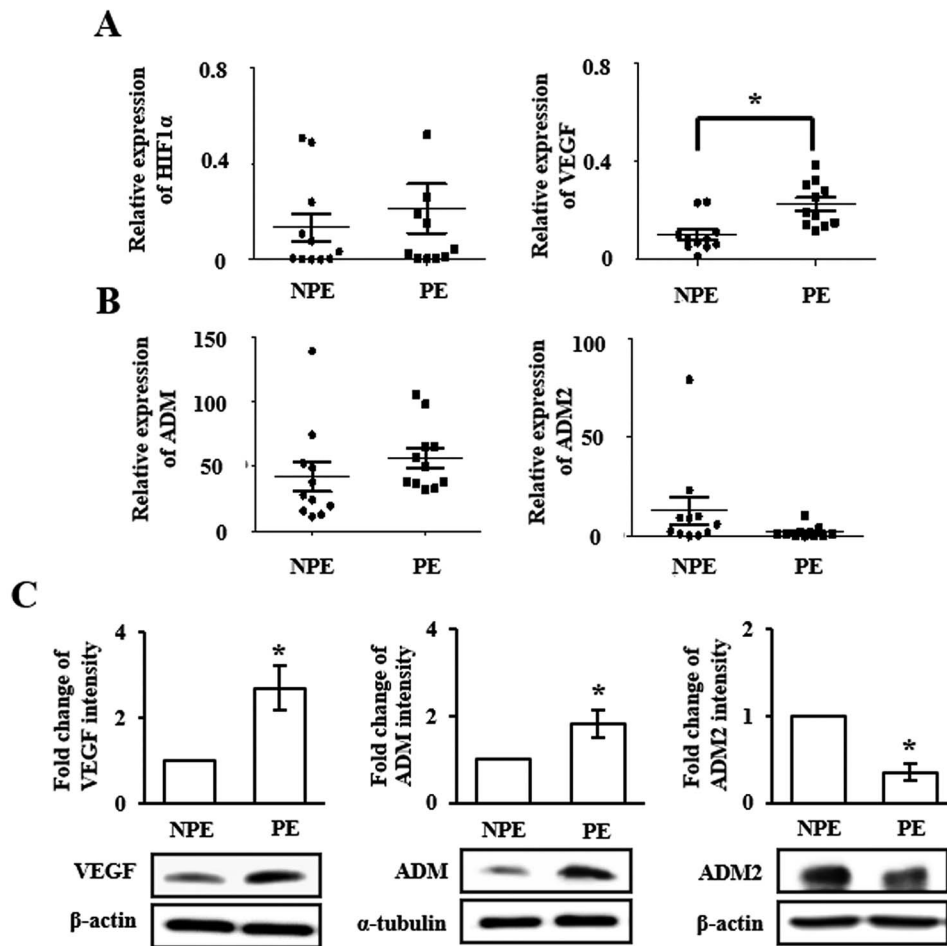 A
Relative expression
of HIF1α
0.8
0.4
0
NPE
PE
Relative expression
of VEGF
0.8
0.4
0
*
NPE
PE
B
Relative expression
of ADM
150
100
50
0
NPE
PE
Relative expression
of ADM2
100
50
0
NPE
PE
C
Fold change of
VEGF intensity
4
2
0
*
NPE
PE
VEGF
β-actin
Fold change of
ADM intensity
4
2
0
*
NPE
PE
ADM
α-tubulin
Fold change of
ADM2 intensity
2
1
0
*
NPE
PE
ADM2
β-actin